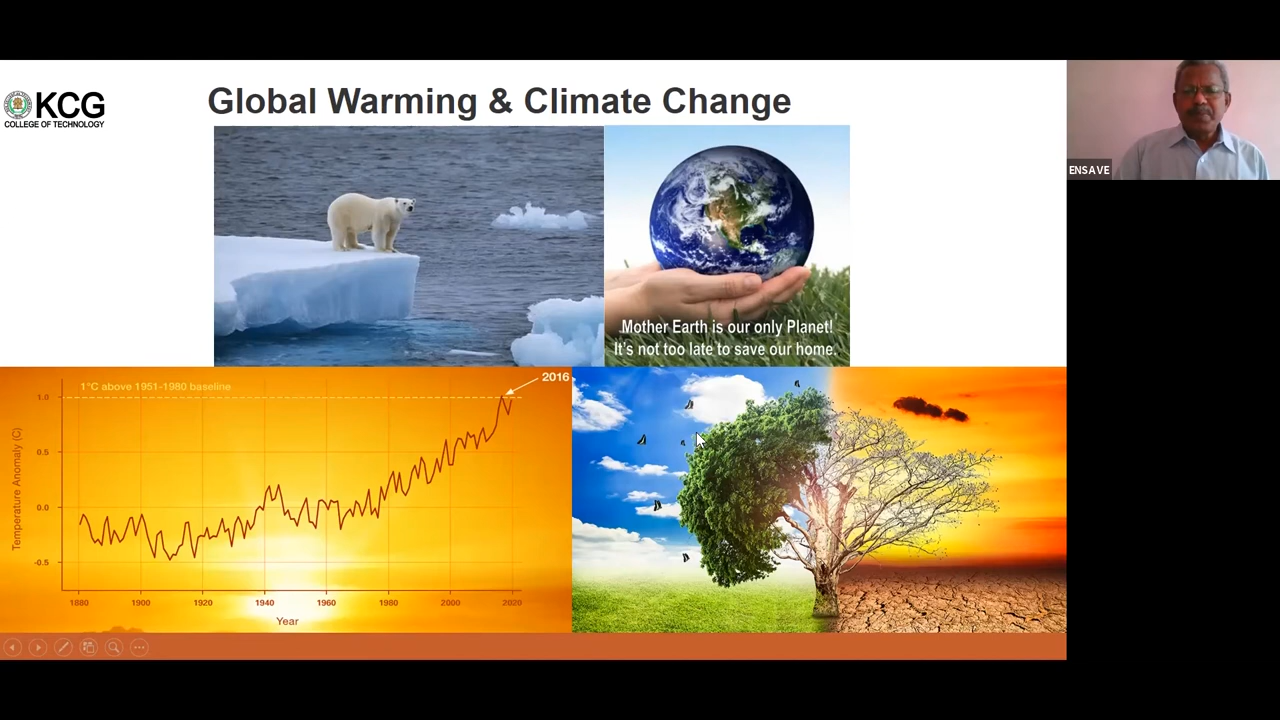 KCG
COLLEGE OF TECHNOLOGY
Global Warming & Climate Change
ENSAVE
Mother Earth is our only Planet!
It's not too late to save our home.
1°C above 1951-1980 baseline
2016
1.0
0.5
0.0
-0.5
Temperature Anomaly (C)
1880 1900 1920 1940 1960 1980 2000 2020
Year